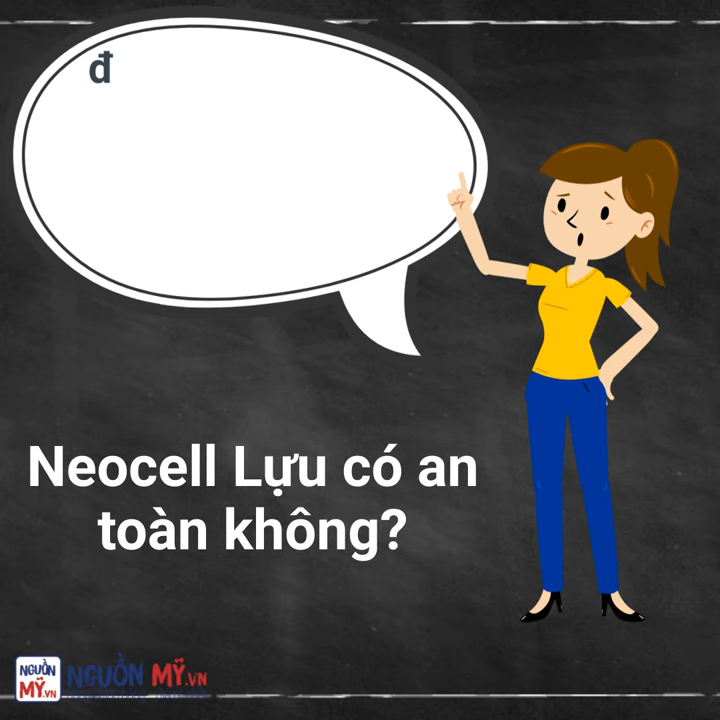 đ
Neocell Lựu có an
toàn không?
NGUỒN
MỸ.VN
NGUỒN MỸ.VN